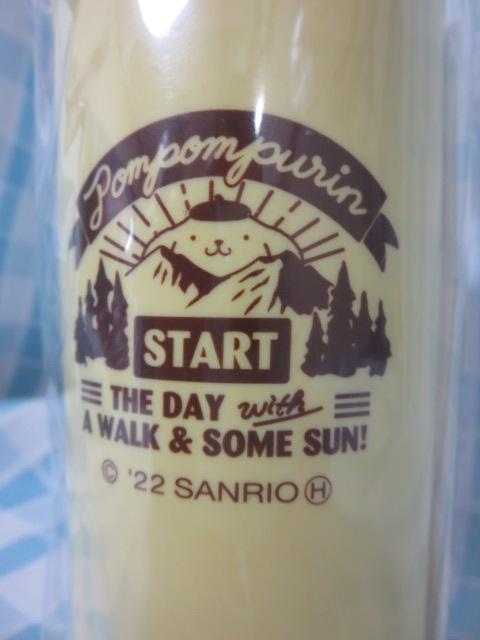 Pompompurin
START
THE DAY with
A WALK & SOME SUN!
© '22 SANRIO Ⓗ